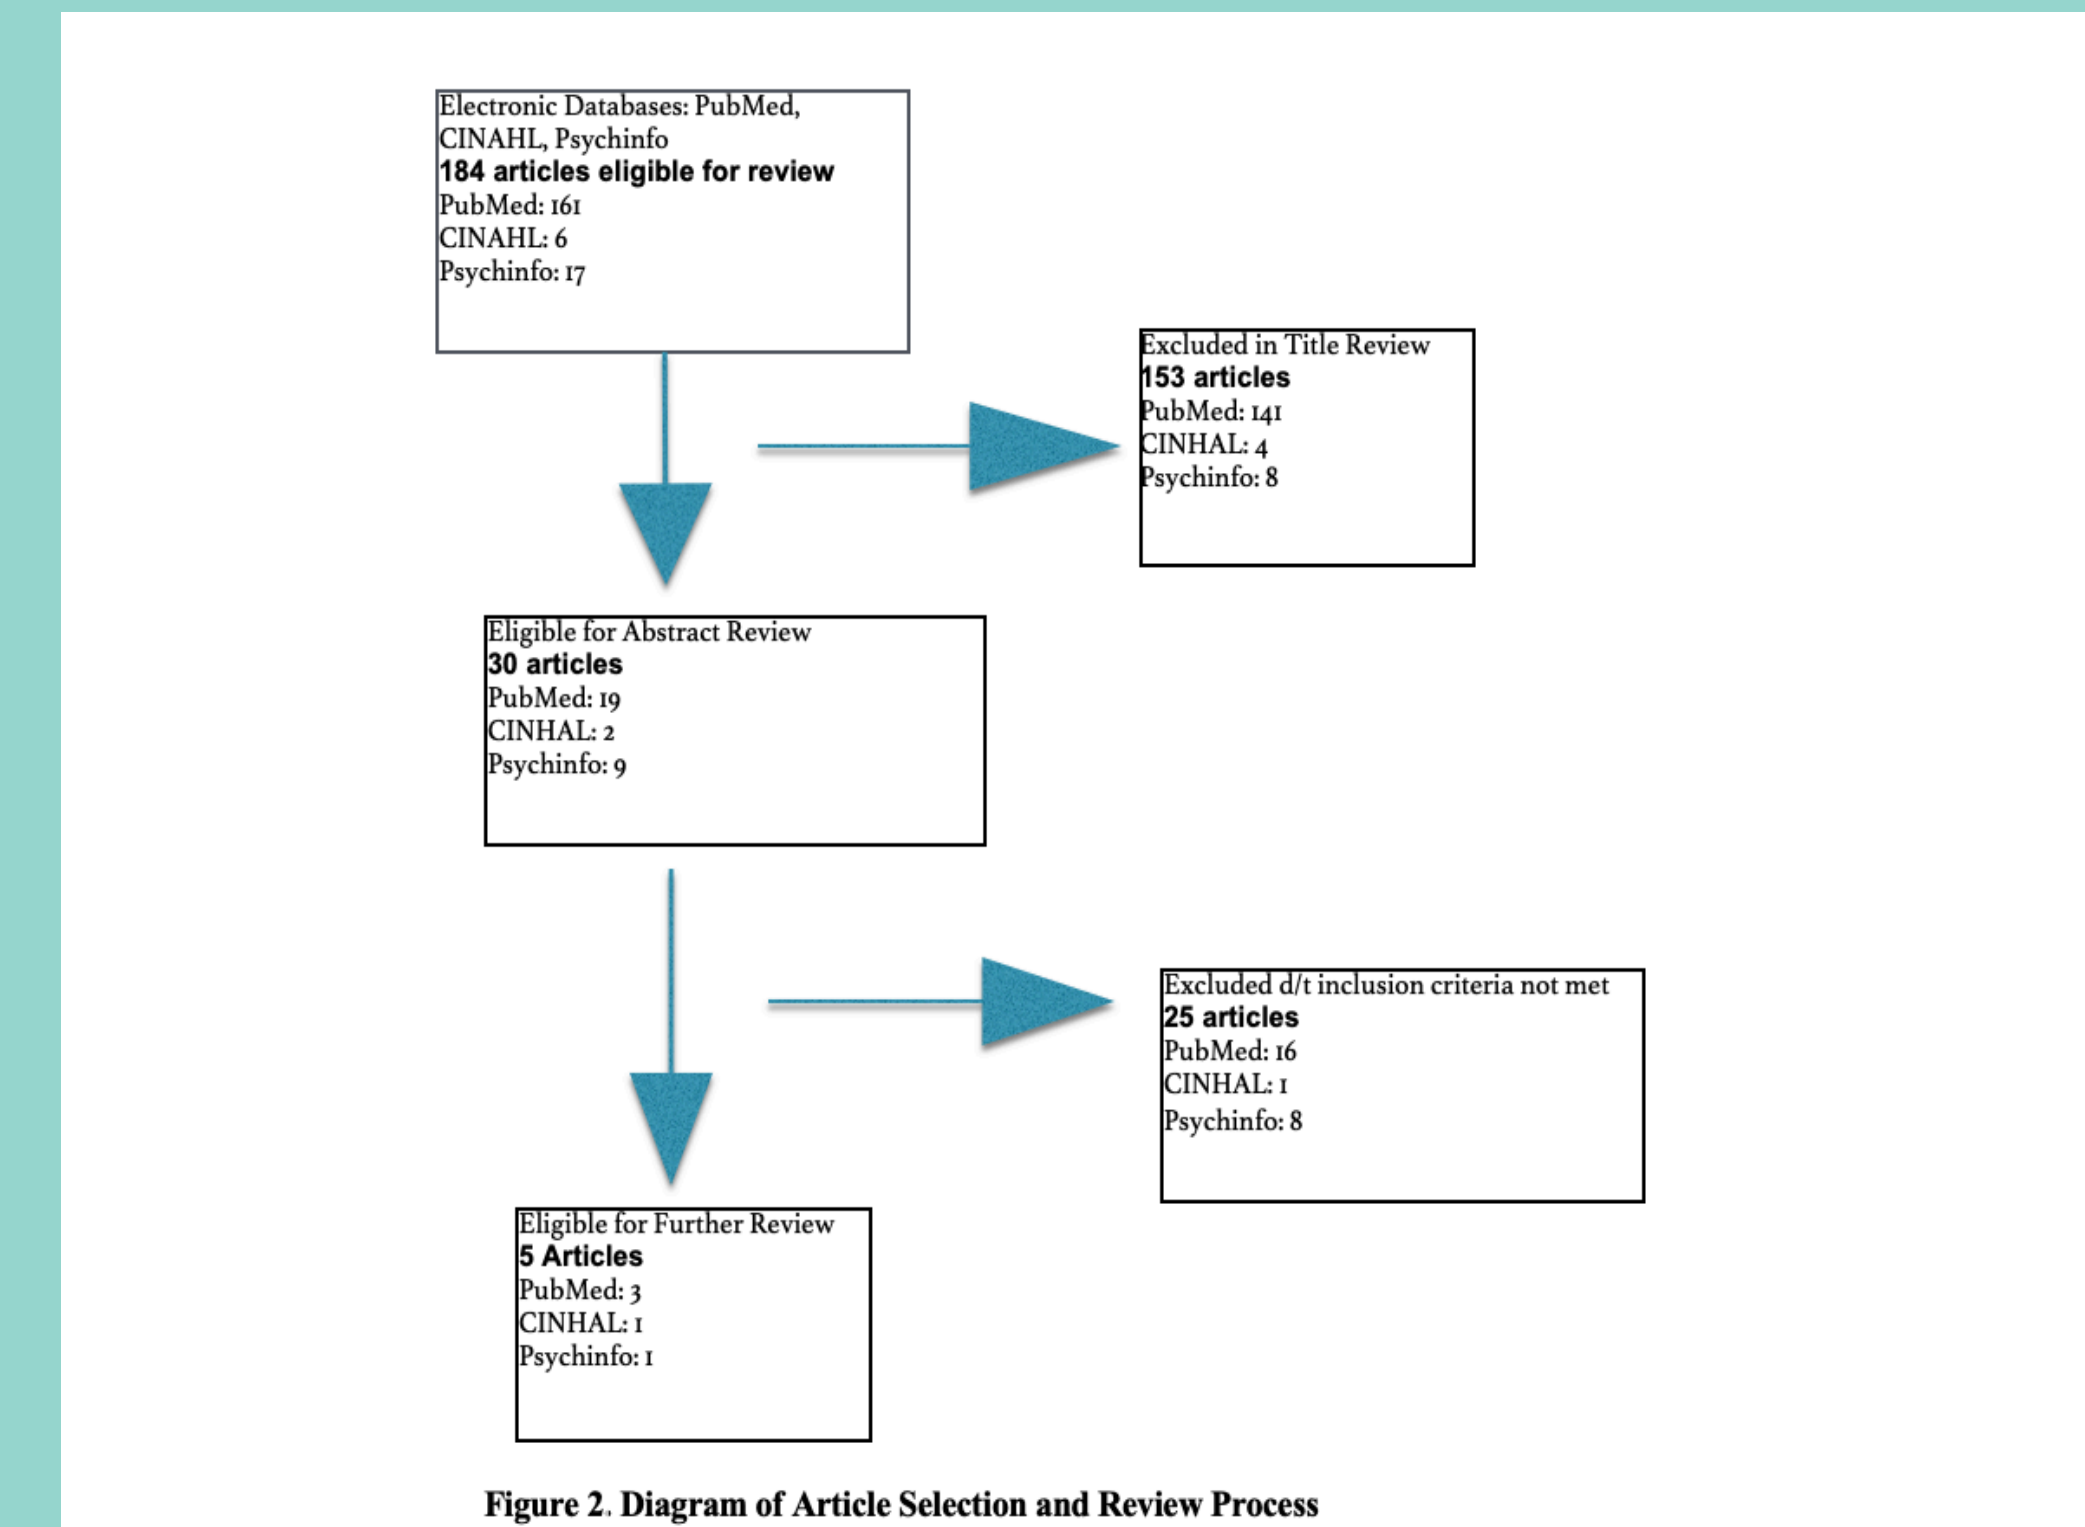 Electronic Databases: PubMed,
CINAHL, Psychinfo
184 articles eligible for review
PubMed: 161
CINAHL: 6
Psychinfo: 17
Excluded in Title Review
153 articles
PubMed: 141
CINHAL: 4
Psychinfo: 8
Eligible for Abstract Review
30 articles
PubMed: 19
CINHAL: 2
Psychinfo: 9
Excluded d/t inclusion criteria not met
25 articles
PubMed: 16
CINHAL: 1
Psychinfo: 8
Eligible for Further Review
5 Articles
PubMed: 3
CINHAL: 1
Psychinfo: 1
Figure 2. Diagram of Article Selection and Review Process